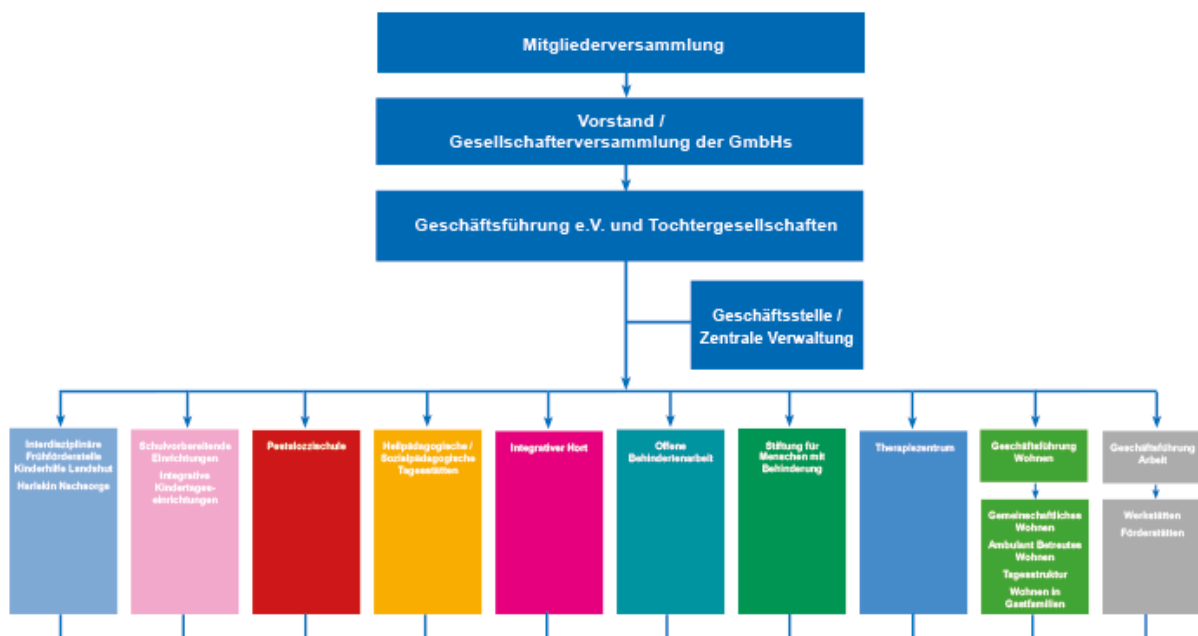 Mitgliederversammlung
Vorstand /
Gesellschafterversammlung der GmbHs
Geschäftsführung e.V. und Tochtergesellschaften
Geschäftsstelle /
Zentrale Verwaltung
Interdisziplinäre
Frühförderstelle
Kinderhilfe Landshut
Harlekin Nachsorge
Schulvorbereitende
Einrichtungen
Integrative
Kindertages-
einrichtungen
Pestalozzischule
Heilpädagogische /
Sozialpädagogische
Tagesstätten
Integrativer Hort
Offene
Behindertenarbeit
Stiftung für
Menschen mit
Behinderung
Therapiezentrum
Geschäftsführung
Wohnen
Gemeinschaftliches
Wohnen
Ambulant Betreutes
Wohnen
Tagesstruktur
Wohnen in
Gastfamilien
Geschäftsführung
Arbeit
Werkstätten
Förderstätten